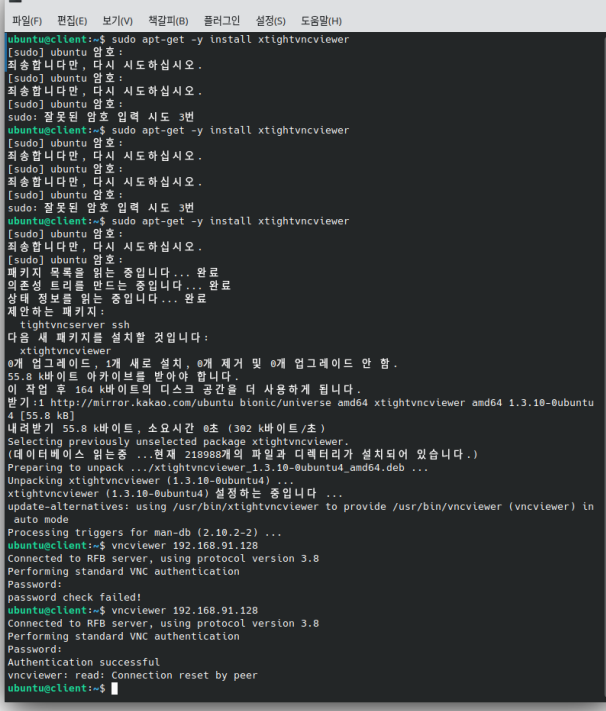 파일(F) 편집(E) 보기(V) 책갈피(B) 플러그인 설정(S) 도움말(H)
ubuntu@client:~$ sudo apt-get -y install xtightvncviewer
[sudo] ubuntu 암호:
죄송합니다만, 다시 시도하십시오.
[sudo] ubuntu 암호:
죄송합니다만, 다시 시도하십시오.
[sudo] ubuntu 암호:
sudo: 잘못된 암호 입력 시도 3번
ubuntu@client:~$ sudo apt-get -y install xtightvncviewer
[sudo] ubuntu 암호:
죄송합니다만, 다시 시도하십시오.
[sudo] ubuntu 암호:
죄송합니다만, 다시 시도하십시오.
[sudo] ubuntu 암호:
sudo: 잘못된 암호 입력 시도 3번
ubuntu@client:~$ sudo apt-get -y install xtightvncviewer
[sudo] ubuntu 암호:
죄송합니다만, 다시 시도하십시오.
[sudo] ubuntu 암호:
패키지 목록을 읽는 중입니다... 완료
의존성 트리를 만드는 중입니다... 완료
상태 정보를 읽는 중입니다... 완료
제안하는 패키지:
  tightvncserver ssh
다음 새 패키지를 설치할 것입니다:
  xtightvncviewer
0개 업그레이드, 1개 새로 설치, 0개 제거 및 0개 업그레이드 안 함.
55.8 k바이트 아카이브를 받아야 합니다.
이 작업 후 164 k바이트의 디스크 공간을 더 사용하게 됩니다.
받기:1 http://mirror.kakao.com/ubuntu bionic/universe amd64 xtightvncviewer amd64 1.3.10-0ubuntu
4 [55.8 kB]
내려받기 55.8 k바이트, 소요시간 0초 (302 k바이트/초)
Selecting previously unselected package xtightvncviewer.
(데이터베이스 읽는중 ...현재 218988개의 파일과 디렉터리가 설치되어 있습니다.)
Preparing to unpack .../xtightvncviewer_1.3.10-0ubuntu4_amd64.deb ...
Unpacking xtightvncviewer (1.3.10-0ubuntu4) ...
xtightvncviewer (1.3.10-0ubuntu4) 설정하는 중입니다 ...
update-alternatives: using /usr/bin/xtightvncviewer to provide /usr/bin/vncviewer (vncviewer) in
 auto mode
Processing triggers for man-db (2.10.2-2) ...
ubuntu@client:~$ vncviewer 192.168.91.128
Connected to RFB server, using protocol version 3.8
Performing standard VNC authentication
Password:
password check failed!
ubuntu@client:~$ vncviewer 192.168.91.128
Connected to RFB server, using protocol version 3.8
Performing standard VNC authentication
Password:
Authentication successful
vncviewer: read: Connection reset by peer
ubuntu@client:~$